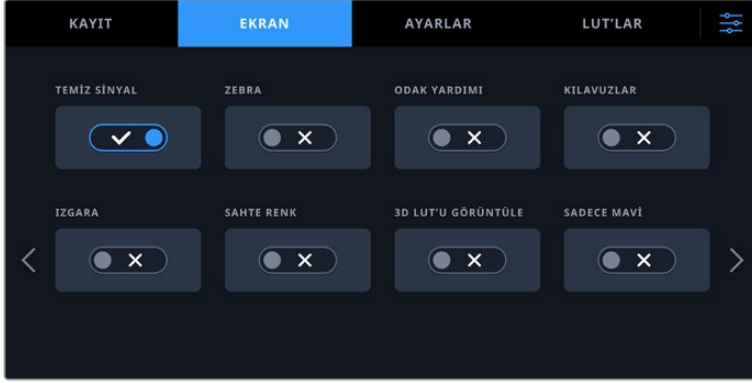 KAYIT EKRAN AYARLAR LUT'LAR
TEMİZ SİNYAL ZEBRA ODAK YARDIMI KILAVUZLAR
IZGARA SAHTE RENK 3D LUT'U GÖRÜNTÜLE SADECE MAVİ